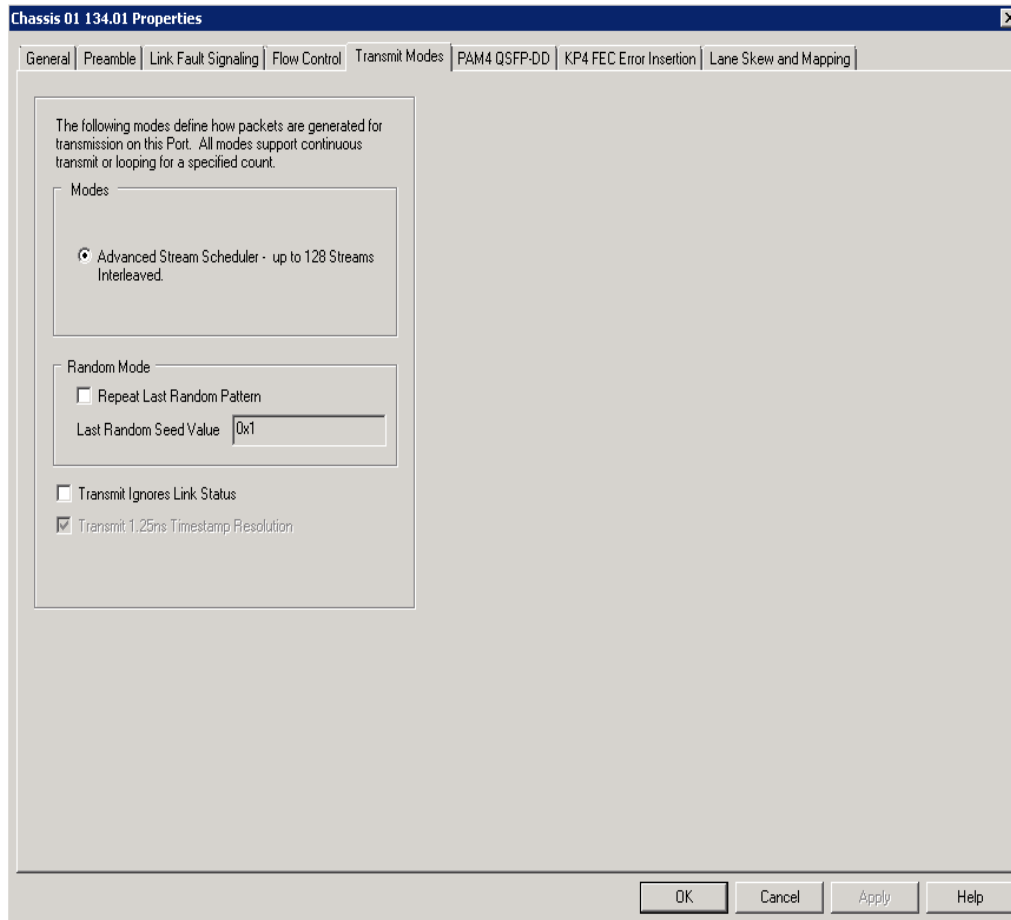 Chassis 01 134.01 Properties
General Preamble Link Fault Signaling Flow Control Transmit Modes PAM4 QSFP-DD KP4 FEC Error Insertion Lane Skew and Mapping
The following modes define how packets are generated for
transmission on this Port. All modes support continuous
transmit or looping for a specified count.
Modes
Advanced Stream Scheduler - up to 128 Streams
Interleaved.
Random Mode
Repeat Last Random Pattern
Last Random Seed Value 0x1
Transmit Ignores Link Status
Transmit 1.25ns Timestamp Resolution
OK Cancel Apply Help